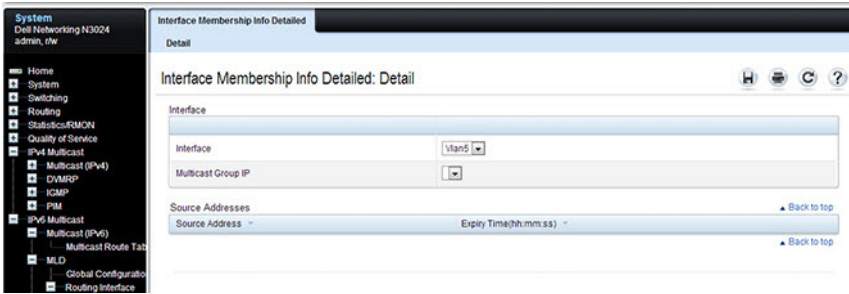 System
Dell Networking N3024
admin, r/w
Home
System
Switching
Routing
Statistics/RMON
Quality of Service
IPv4 Multicast
Multicast (IPv4)
DVMRP
IGMP
PIM
IPv6 Multicast
Multicast (IPv6)
Multicast Route Tab
MLD
Global Configuratio
Routing Interface
Interface Membership Info Detailed
Detail
Interface Membership Info Detailed: Detail
Interface
Interface
Vlan5
Multicast Group IP
Source Addresses
Back to top
Source Address
Expiry Time(hh:mm:ss)
Back to top